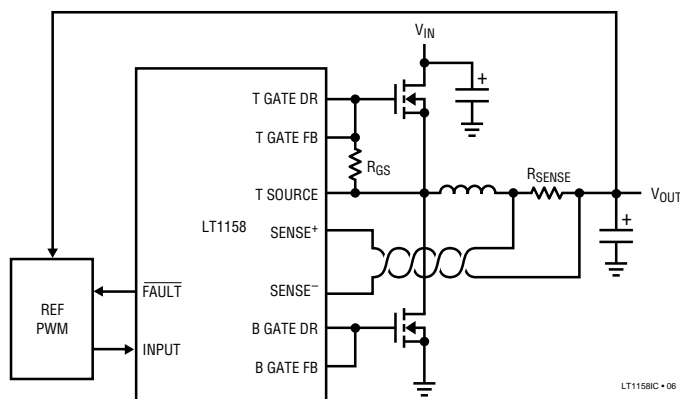 V_IN
+
T GATE DR
T GATE FB
R_GS
T SOURCE
R_SENSE
V_OUT
+
LT1158
SENSE⁺
SENSE⁻
REF
PWM
F̅A̅U̅L̅T̅
INPUT
B GATE DR
B GATE FB
LT1158IC • 06